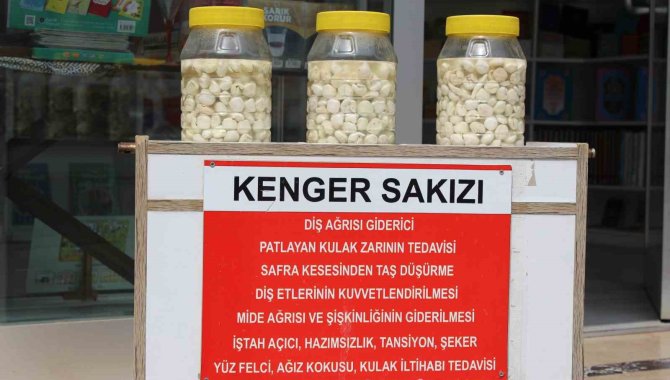 SARIK
KORUR
KENGER SAKIZI
DİŞ AĞRISI GİDERİCİ
PATLAYAN KULAK ZARININ TEDAVİSİ
SAFRA KESESİNDEN TAŞ DÜŞÜRME
DİŞ ETLERİNİN KUVVETLENDİRİLMESİ
MİDE AĞRISI VE ŞİŞKİNLİĞİNİN GİDERİLMESİ
İŞTAH AÇICI, HAZIMSIZLIK, TANSİYON, ŞEKER
YÜZ FELCİ, AĞIZ KOKUSU, KULAK İLTİHABI TEDAVİSİ